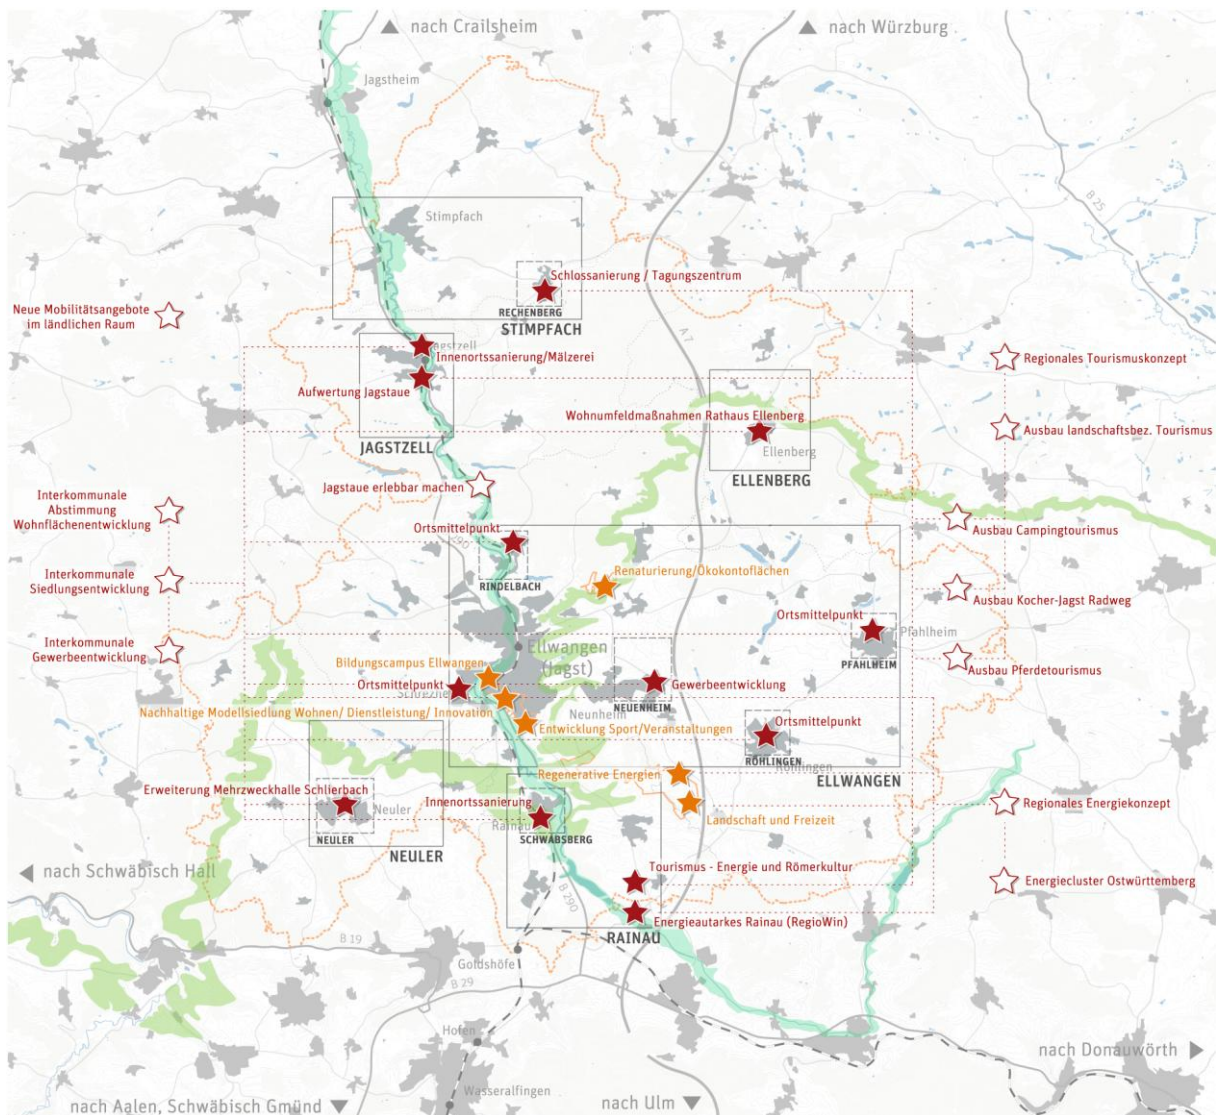 nach Crailsheim
nach Würzburg
Jagstheim
B 25
Stimpfach
Schlossanierung / Tagungszentrum
RECHENBERG
STIMPFACH
Neue Mobilitätsangebote
im ländlichen Raum
A 7
Jagstzell
Innenortssanierung/Mälzerei
Regionales Tourismuskonzept
Aufwertung Jagstaue
Wohnumfeldmaßnahmen Rathaus Ellenberg
Ausbau landschaftsbez. Tourismus
JAGSTZELL
Ellenberg
ELLENBERG
Jagstaue erlebbar machen
Interkommunale
Abstimmung
Wohnflächenentwicklung
Ortsmittelpunkt
Ausbau Campingtourismus
290
RINDELBACH
Renaturierung/Ökokontoflächen
Interkommunale
Siedlungsentwicklung
Ausbau Kocher-Jagst Radweg
Ortsmittelpunkt
Pfahlheim
PFAHLHEIM
Interkommunale
Gewerbeentwicklung
Ellwangen
(Jagst)
Bildungscampus Ellwangen
Ausbau Pferdetourismus
Ortsmittelpunkt
Gewerbeentwicklung
NEUENHEIM
Nachhaltige Modellsiedlung Wohnen/ Dienstleistung/ Innovation
Neunheim
Entwicklung Sport/Veranstaltungen
Ortsmittelpunkt
RÖHLINGEN
Röhlingen
ELLWANGEN
Regenerative Energien
Erweiterung Mehrzweckhalle Schlierbach
Neuler
NEULER
NEULER
Innenortssanierung
Rainau
SCHWABSBERG
Landschaft und Freizeit
Regionales Energiekonzept
nach Schwäbisch Hall
Tourismus - Energie und Römerkultur
Energiecluster Ostwürttemberg
B 290
Energieautarkes Rainau (RegioWin)
RAINAU
B 19
Goldshöfe
B 29
Hofen
nach Donauwörth
Wasseralfingen
nach Aalen, Schwäbisch Gmünd
nach Ulm